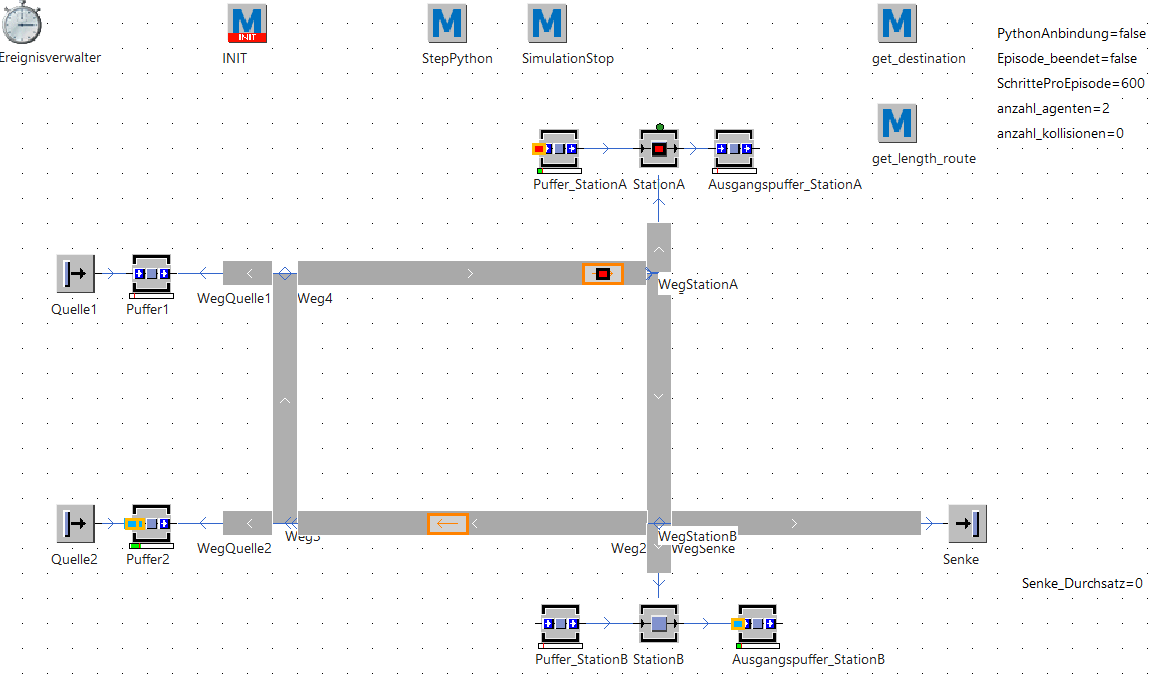 M
INIT
M
M
M
Ereignisverwalter
INIT
StepPython
SimulationStop
get_destination
PythonAnbindung=false
Episode_beendet=false
SchritteProEpisode=600
anzahl_agenten=2
anzahl_kollisionen=0
M
get_length_route
Puffer_StationA
StationA
Ausgangspuffer_StationA
WegStationA
Quelle1
Puffer1
WegQuelle1
Weg4
Quelle2
Puffer2
WegQuelle2
Weg3
Weg2
WegStationB
WegSenke
Senke
Senke_Durchsatz=0
Puffer_StationB
StationB
Ausgangspuffer_StationB